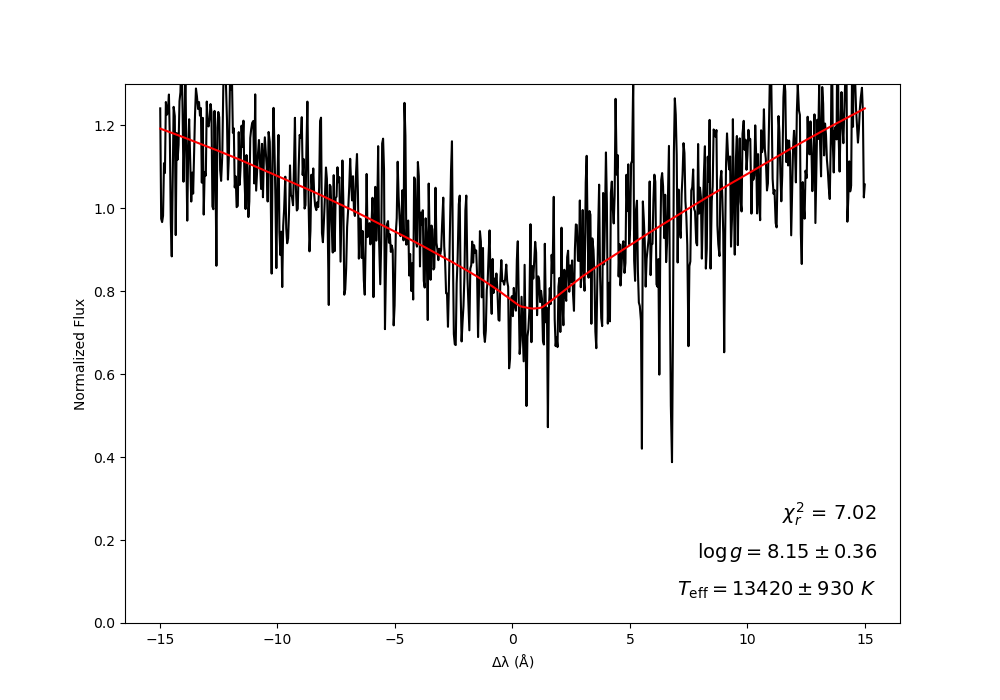 1.2
1.0
0.8
0.6
0.4
0.2
0.0
Normalized Flux
χ²ᵣ = 7.02
log g = 8.15 ± 0.36
T_eff = 13420 ± 930 K
−15 −10 −5 0 5 10 15
Δλ (Å)